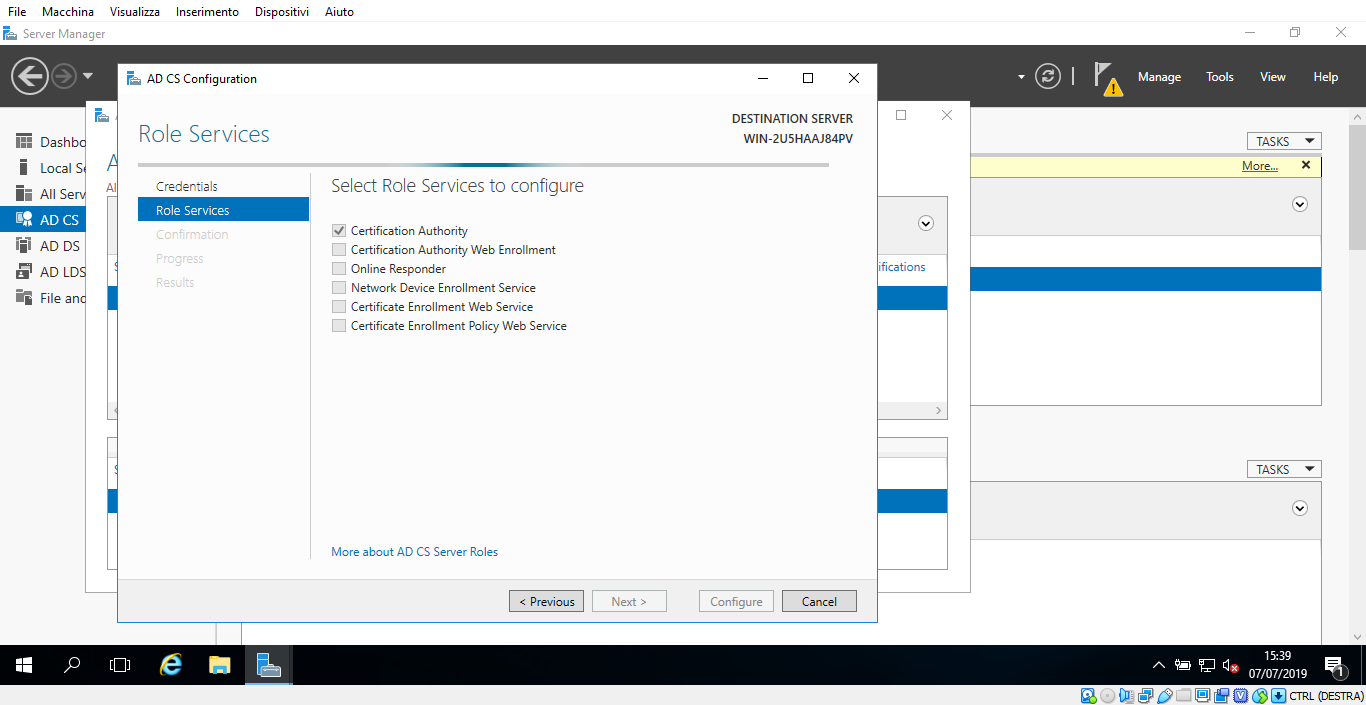 File Macchina Visualizza Inserimento Dispositivi Aiuto
Server Manager
Manage Tools View Help
AD CS Configuration
Role Services
DESTINATION SERVER
WIN-2U5HAAJ84PV
Dashbo
Local Se
All Serv
AD CS
AD DS
AD LDS
File and
A
Al
Credentials
Role Services
Confirmation
Progress
Results
Select Role Services to configure
Certification Authority
Certification Authority Web Enrollment
Online Responder
Network Device Enrollment Service
Certificate Enrollment Web Service
Certificate Enrollment Policy Web Service
More about AD CS Server Roles
< Previous Next > Configure Cancel
ifications
TASKS
More...
TASKS
15:39
07/07/2019
1
CTRL (DESTRA)